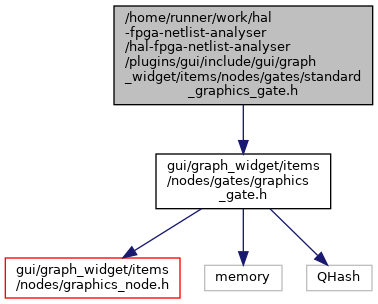 /home/runner/work/hal
-fpga-netlist-analyser
/hal-fpga-netlist-analyser
/plugins/gui/include/gui/graph
_widget/items/nodes/gates/standard
_graphics_gate.h
gui/graph_widget/items
/nodes/gates/graphics
_gate.h
gui/graph_widget/items
/nodes/graphics_node.h
memory
QHash